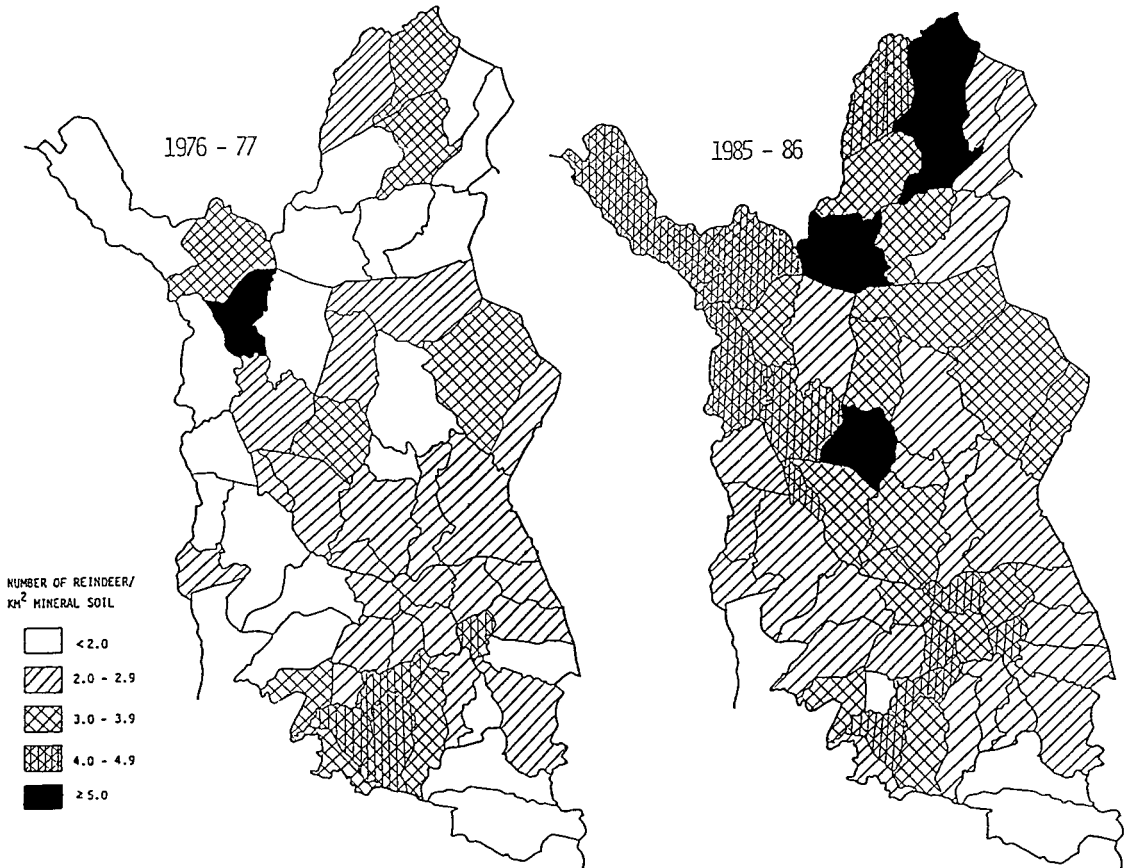 1976 - 77
1985 - 86
NUMBER OF REINDEER/
KM² MINERAL SOIL
<2.0
2.0 - 2.9
3.0 - 3.9
4.0 - 4.9
≥5.0